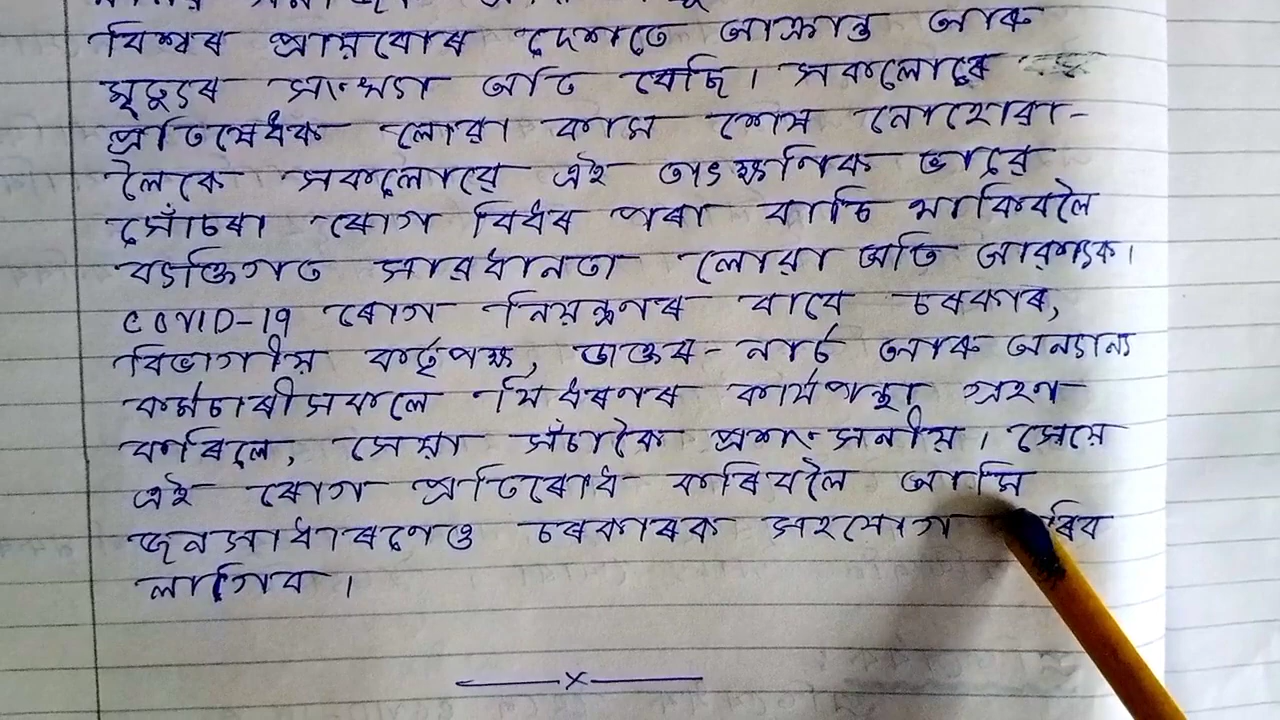 বিশ্বৰ প্ৰায়বোৰ দেশতে আক্ৰান্ত আৰু
মৃত্যুৰ সংখ্যা অতি বেছি। সকলোৱে
প্ৰতিষেধক লোৱা কাম শেষ নোহোৱা-
লৈকে সকলোৱে এই তাৎক্ষণিক ভাৱে
সোঁচৰা ৰোগ বিধৰ পৰা বাচি থাকিবলৈ
ব্যক্তিগত সাৱধানতা লোৱা অতি আৱশ্যক।
COVID-19 ৰোগ নিয়ন্ত্ৰণৰ বাবে চৰকাৰ,
বিভাগীয় কৰ্তৃপক্ষ, ডাক্তৰ-নাৰ্চ আৰু অন্যান্য
কৰ্মচাৰীসকলে যি ধৰণৰ কাৰ্যপন্থা গ্ৰহণ
কৰিলে, সেয়া সঁচাকৈ প্ৰশংসনীয়। সেয়ে
এই ৰোগ প্ৰতিৰোধ কৰিবলৈ আমি
জনসাধাৰণেও চৰকাৰক সহযোগ ৰিব
লাগিব।